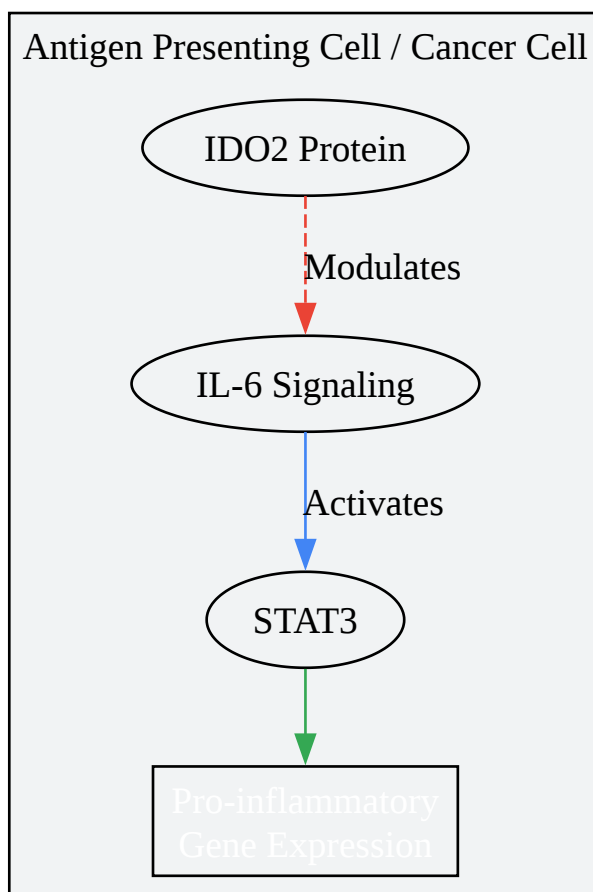 Antigen Presenting Cell / Cancer Cell
IDO2 Protein
Modulates
IL-6 Signaling
Activates
STAT3
Pro-inflammatory
Gene Expression